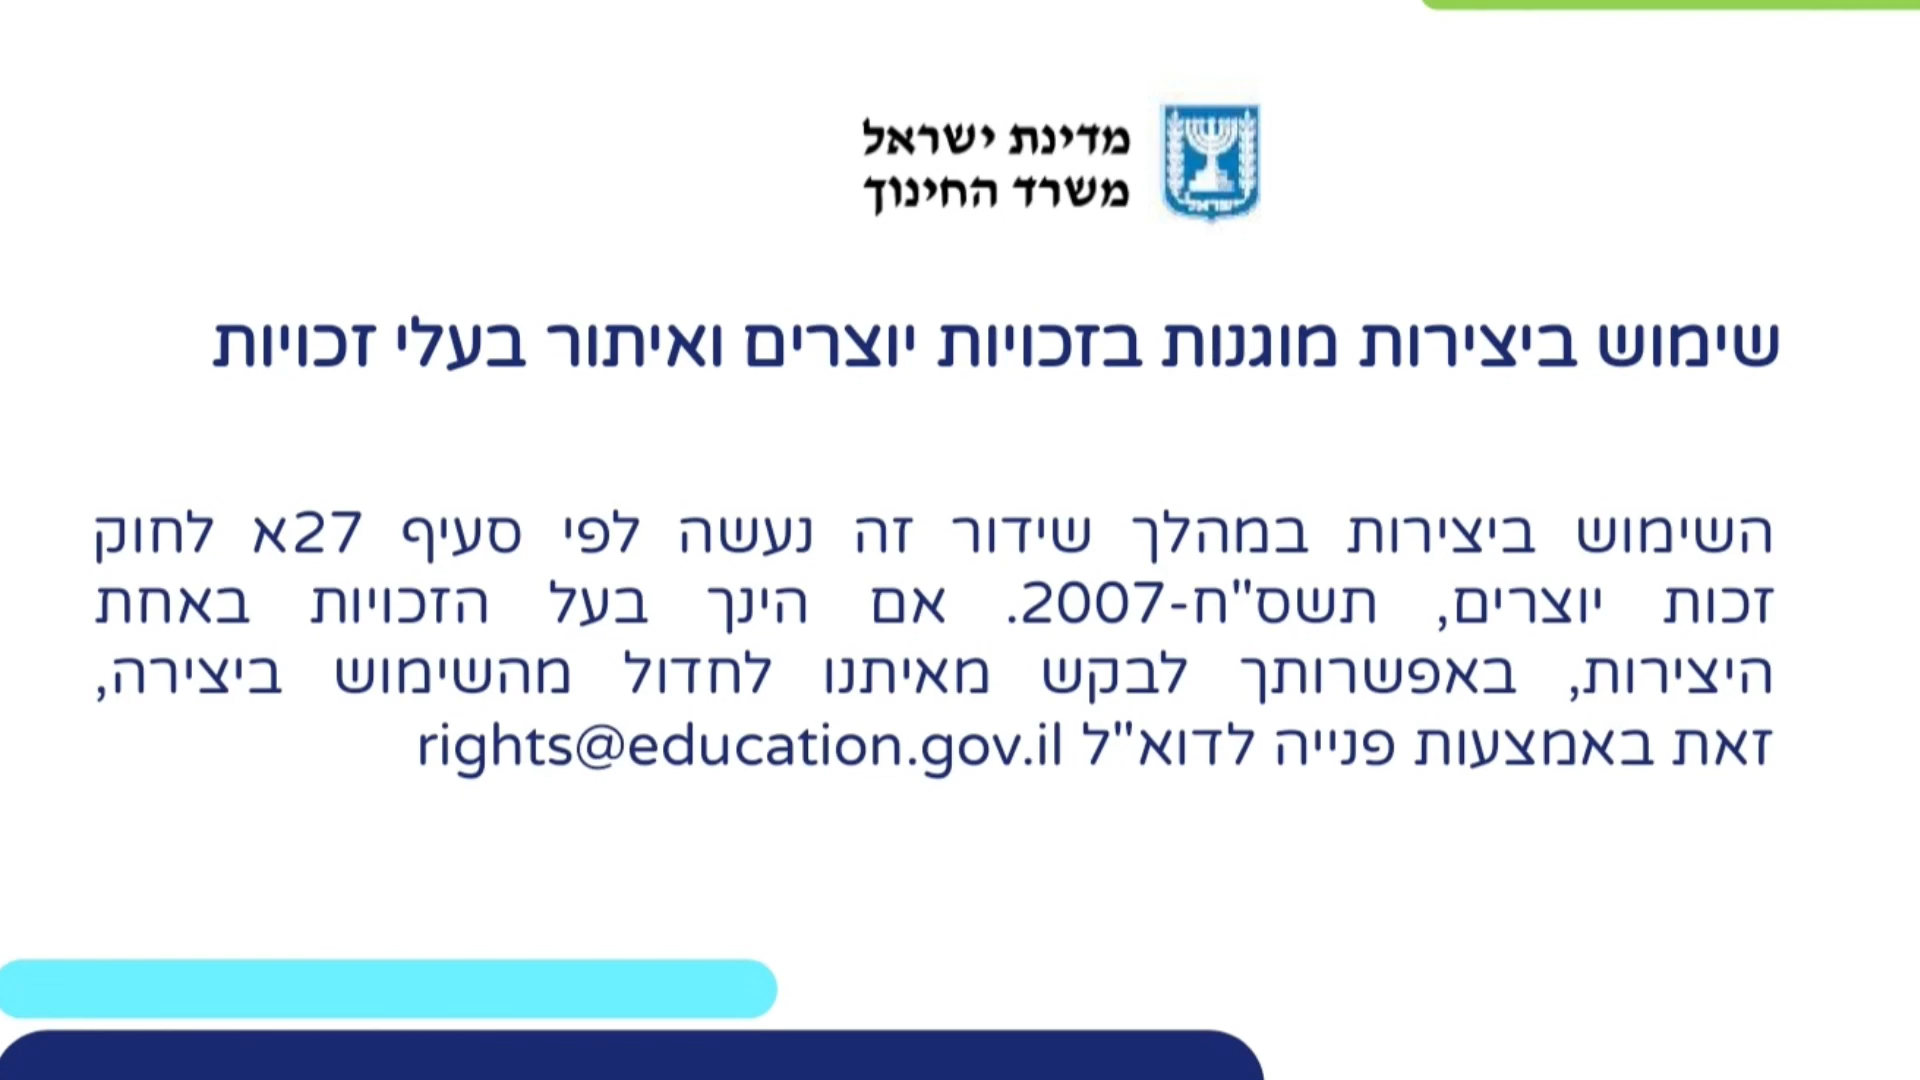 מדינת ישראל
משרד החינוך
ישראל
שימוש ביצירות מוגנות בזכויות יוצרים ואיתור בעלי זכויות
השימוש ביצירות במהלך שידור זה נעשה לפי סעיף 27א לחוק
זכות יוצרים, תשס"ח-2007. אם הינך בעל הזכויות באחת
היצירות, באפשרותך לבקש מאיתנו לחדול מהשימוש ביצירה,
זאת באמצעות פנייה לדוא"ל rights@education.gov.il